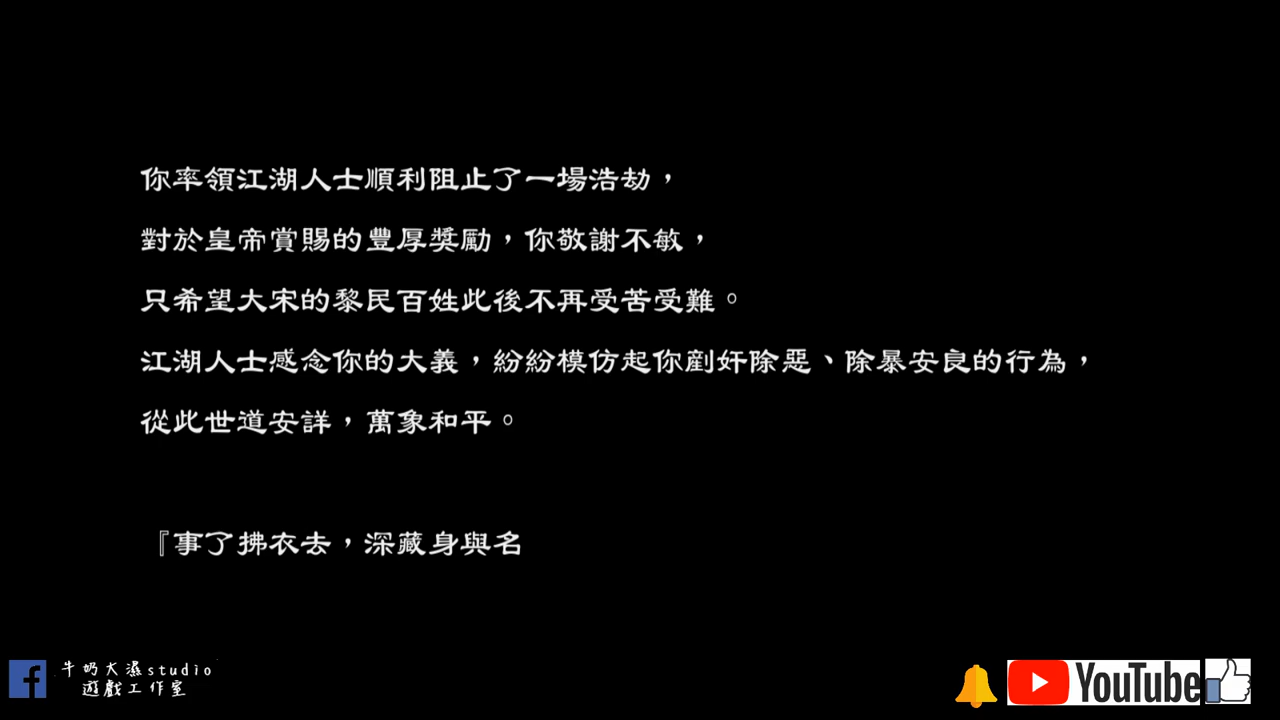 你率領江湖人士順利阻止了一場浩劫，
對於皇帝賞賜的豐厚獎勵，你敬謝不敏，
只希望大宋的黎民百姓此後不再受苦受難。
江湖人士感念你的大義，紛紛模仿起你剷奸除惡、除暴安良的行為，
從此世道安詳，萬象和平。
『事了拂衣去，深藏身與名
牛奶大濕studio
遊戲工作室
YouTube